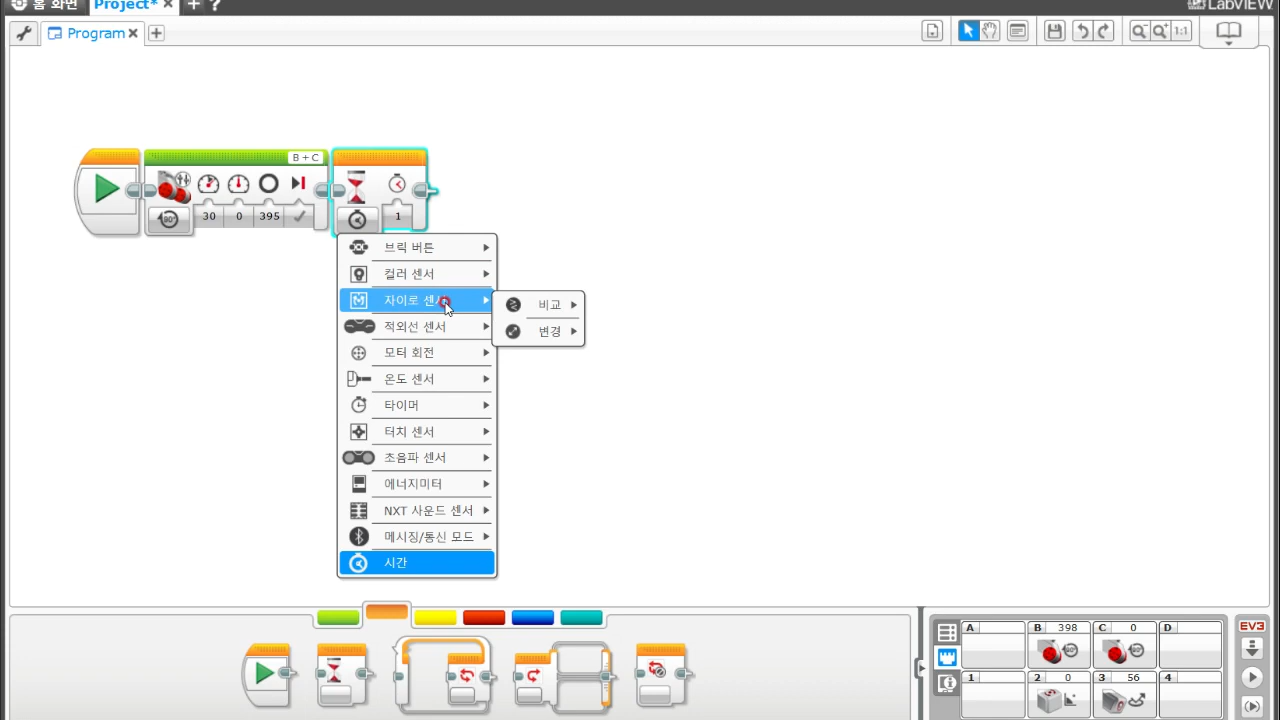 홈 화면 Project* × + ?
LabVIEW
Program × +
1:1
B + C
30 0 395 1
브릭 버튼
컬러 센서
자이로 센서
비교
적외선 센서
변경
모터 회전
온도 센서
타이머
터치 센서
초음파 센서
에너지미터
NXT 사운드 센서
메시징/통신 모드
시간
A B 398 C 0 D
EV3
1 2 0 3 56 4